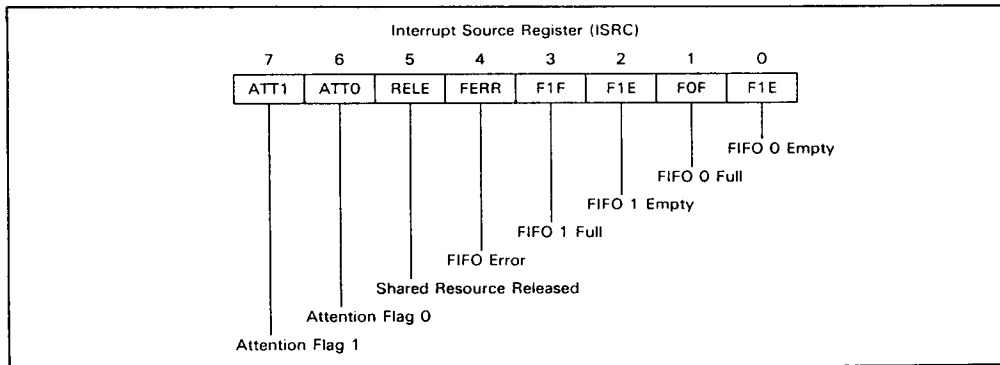 Interrupt Source Register (ISRC)
7 6 5 4 3 2 1 0
ATT1 ATT0 RELE FERR F1F F1E F0F F1E
FIFO 0 Empty
FIFO 0 Full
FIFO 1 Empty
FIFO 1 Full
FIFO Error
Shared Resource Released
Attention Flag 0
Attention Flag 1